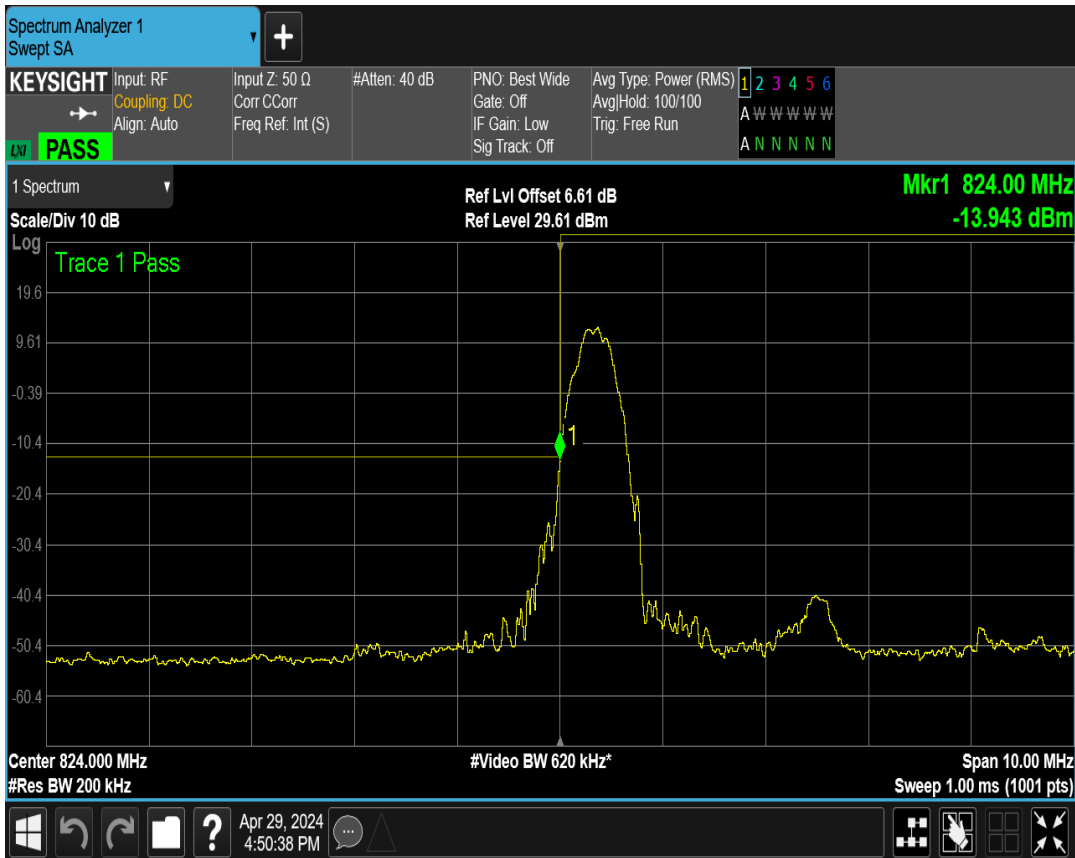 Spectrum Analyzer 1
Swept SA
+
KEYSIGHT
LXI PASS
Input: RF
Coupling: DC
Align: Auto
Input Z: 50 Ω
Corr CCorr
Freq Ref: Int (S)
#Atten: 40 dB
PNO: Best Wide
Gate: Off
IF Gain: Low
Sig Track: Off
Avg Type: Power (RMS)
Avg|Hold: 100/100
Trig: Free Run
1 2 3 4 5 6
A W W W W W
A N N N N N
1 Spectrum
Scale/Div 10 dB
Ref Lvl Offset 6.61 dB
Ref Level 29.61 dBm
Mkr1 824.00 MHz
-13.943 dBm
Log
Trace 1 Pass
19.6
9.61
-0.39
-10.4
1
-20.4
-30.4
-40.4
-50.4
-60.4
Center 824.000 MHz
#Video BW 620 kHz*
Span 10.00 MHz
#Res BW 200 kHz
Sweep 1.00 ms (1001 pts)
?
Apr 29, 2024
4:50:38 PM